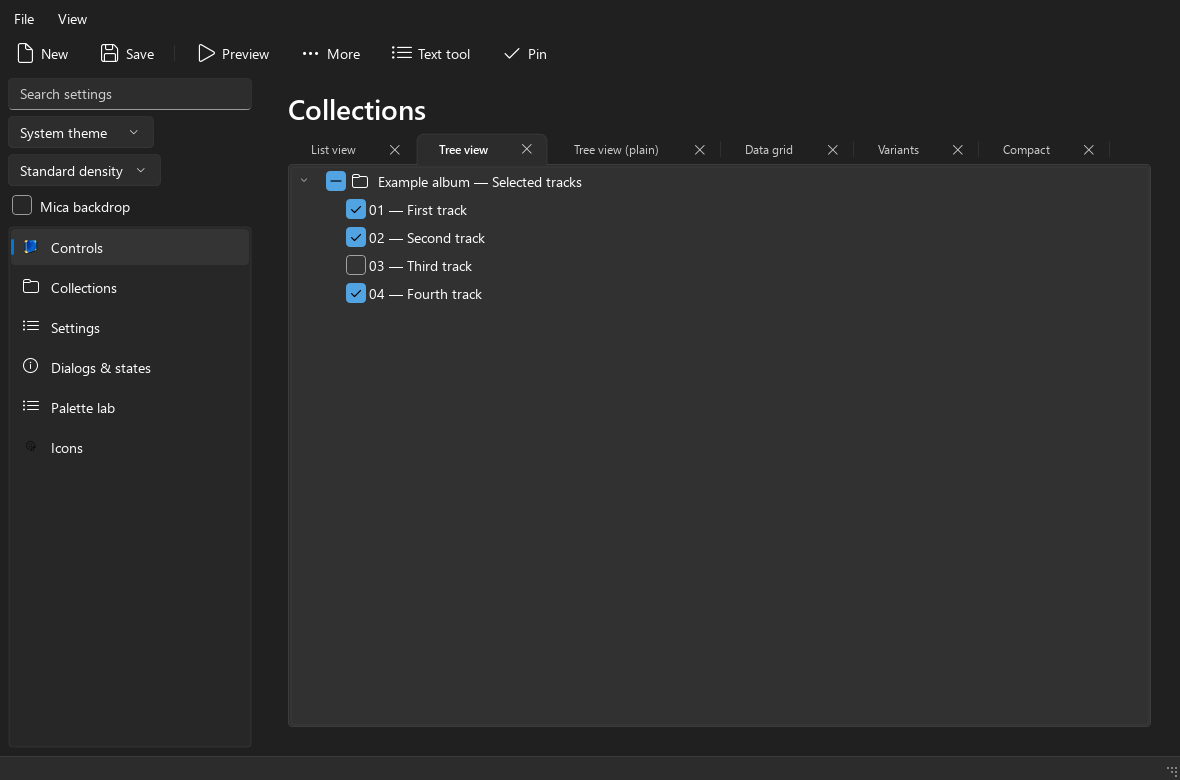 File View
New Save Preview More Text tool Pin
Search settings
System theme
Standard density
Mica backdrop
Controls
Collections
Settings
Dialogs & states
Palette lab
Icons
Collections
List view Tree view Tree view (plain) Data grid Variants Compact
Example album — Selected tracks
01 — First track
02 — Second track
03 — Third track
04 — Fourth track